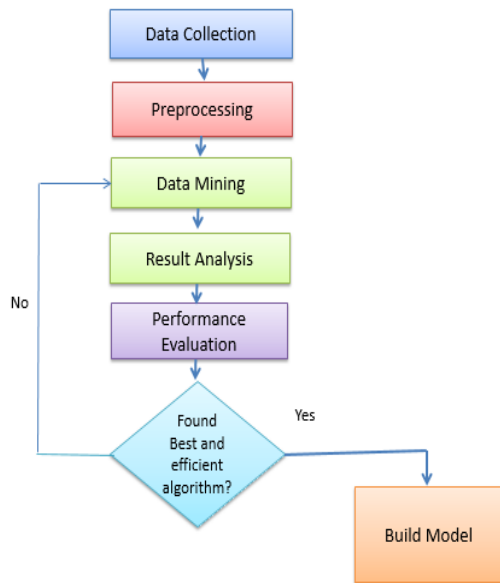 Data Collection
Preprocessing
Data Mining
Result Analysis
No
Performance
Evaluation
Found
Best and
efficient
algorithm?
Yes
Build Model